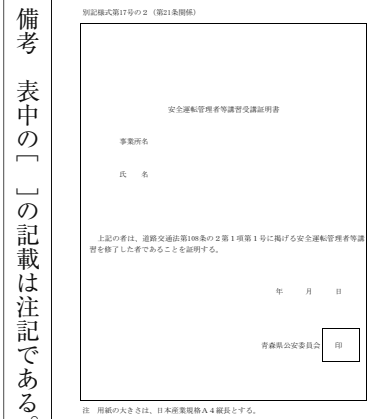 別記様式第17号の2（第21条関係）
安全運転管理者等講習受講証明書
事業所名
氏　名
上記の者は、道路交通法第108条の2第1項第1号に掲げる安全運転管理者等講
習を修了した者であることを証明する。
年　月　日
青森県公安委員会　印
注　用紙の大きさは、日本産業規格A4縦長とする。
備考　表中の［　］の記載は注記である。